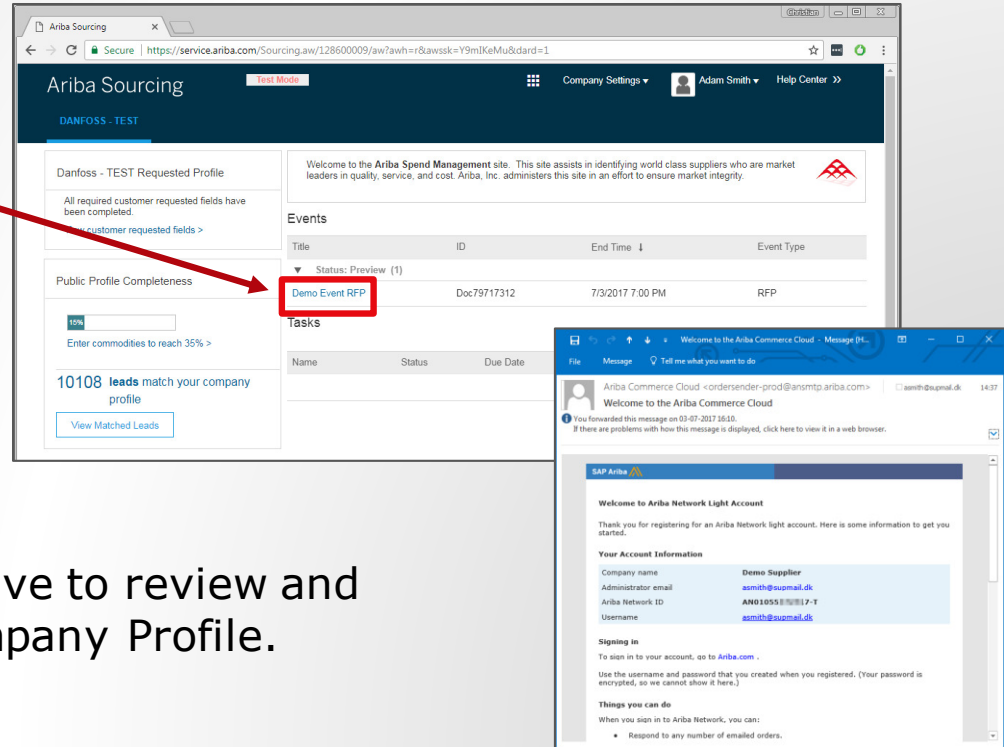 Christian
Ariba Sourcing
Secure | https://service.ariba.com/Sourcing.aw/128600009/aw?awh=r&awssk=Y9mIKeMu&dard=1
Ariba Sourcing
Test Mode
Company Settings
Adam Smith
Help Center »
DANFOSS - TEST
Danfoss - TEST Requested Profile
All required customer requested fields have
been completed.
customer requested fields >
Public Profile Completeness
15%
Enter commodities to reach 35% >
10108 leads match your company
profile
View Matched Leads
Welcome to the Ariba Spend Management site. This site assists in identifying world class suppliers who are market
leaders in quality, service, and cost. Ariba, Inc. administers this site in an effort to ensure market integrity.
Events
Title ID End Time ↓ Event Type
▼ Status: Preview (1)
Demo Event RFP Doc79717312 7/3/2017 7:00 PM RFP
Tasks
Name Status Due Date
ve to review and
pany Profile.
Welcome to the Ariba Commerce Cloud - Message (H...
File Message Tell me what you want to do
Ariba Commerce Cloud <ordersender-prod@ansmtp.ariba.com>
asmith@supmail.dk 14:37
Welcome to the Ariba Commerce Cloud
You forwarded this message on 03-07-2017 16:10.
If there are problems with how this message is displayed, click here to view it in a web browser.
SAP Ariba
Welcome to Ariba Network Light Account
Thank you for registering for an Ariba Network light account. Here is some information to get you
started.
Your Account Information
Company name Demo Supplier
Administrator email asmith@supmail.dk
Ariba Network ID AN01055 7-T
Username asmith@supmail.dk
Signing in
To sign in to your account, go to Ariba.com .
Use the username and password that you created when you registered. (Your password is
encrypted, so we cannot show it here.)
Things you can do
When you sign in to Ariba Network, you can:
• Respond to any number of emailed orders.